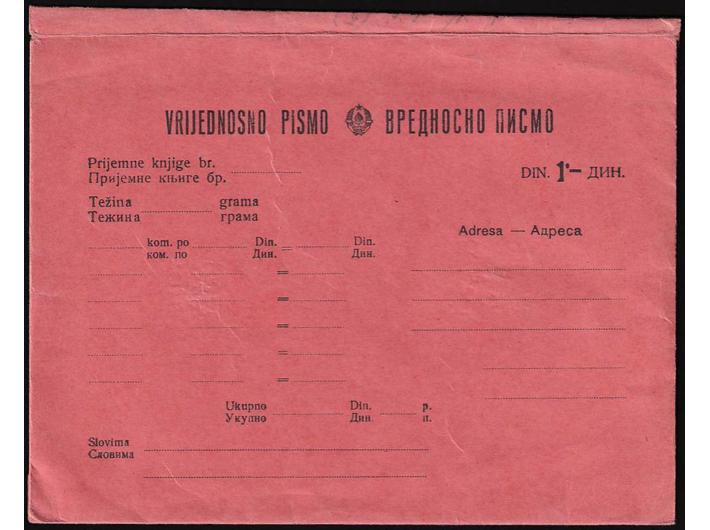 VRIJEDNOSNO PISMO ВРЕДНОСНО ПИСМО
Prijemne knjige br.
Пријемне књиге бр.
DIN. 1·– ДИН.
Težina grama
Тежина грама
kom. po Din. = Din.
ком. по Дин. Дин.
=
=
=
=
=
Adresa — Адреса
Ukupno Din. p.
Укупно Дин. п.
Slovima
Словима